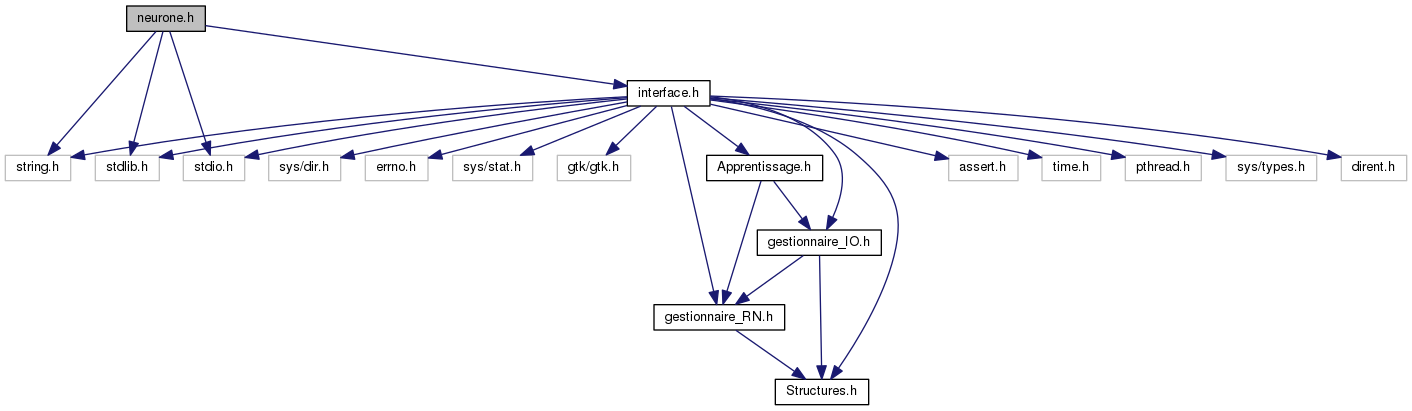 neurone.h
interface.h
string.h
stdlib.h
stdio.h
sys/dir.h
errno.h
sys/stat.h
gtk/gtk.h
Apprentissage.h
assert.h
time.h
pthread.h
sys/types.h
dirent.h
gestionnaire_IO.h
gestionnaire_RN.h
Structures.h